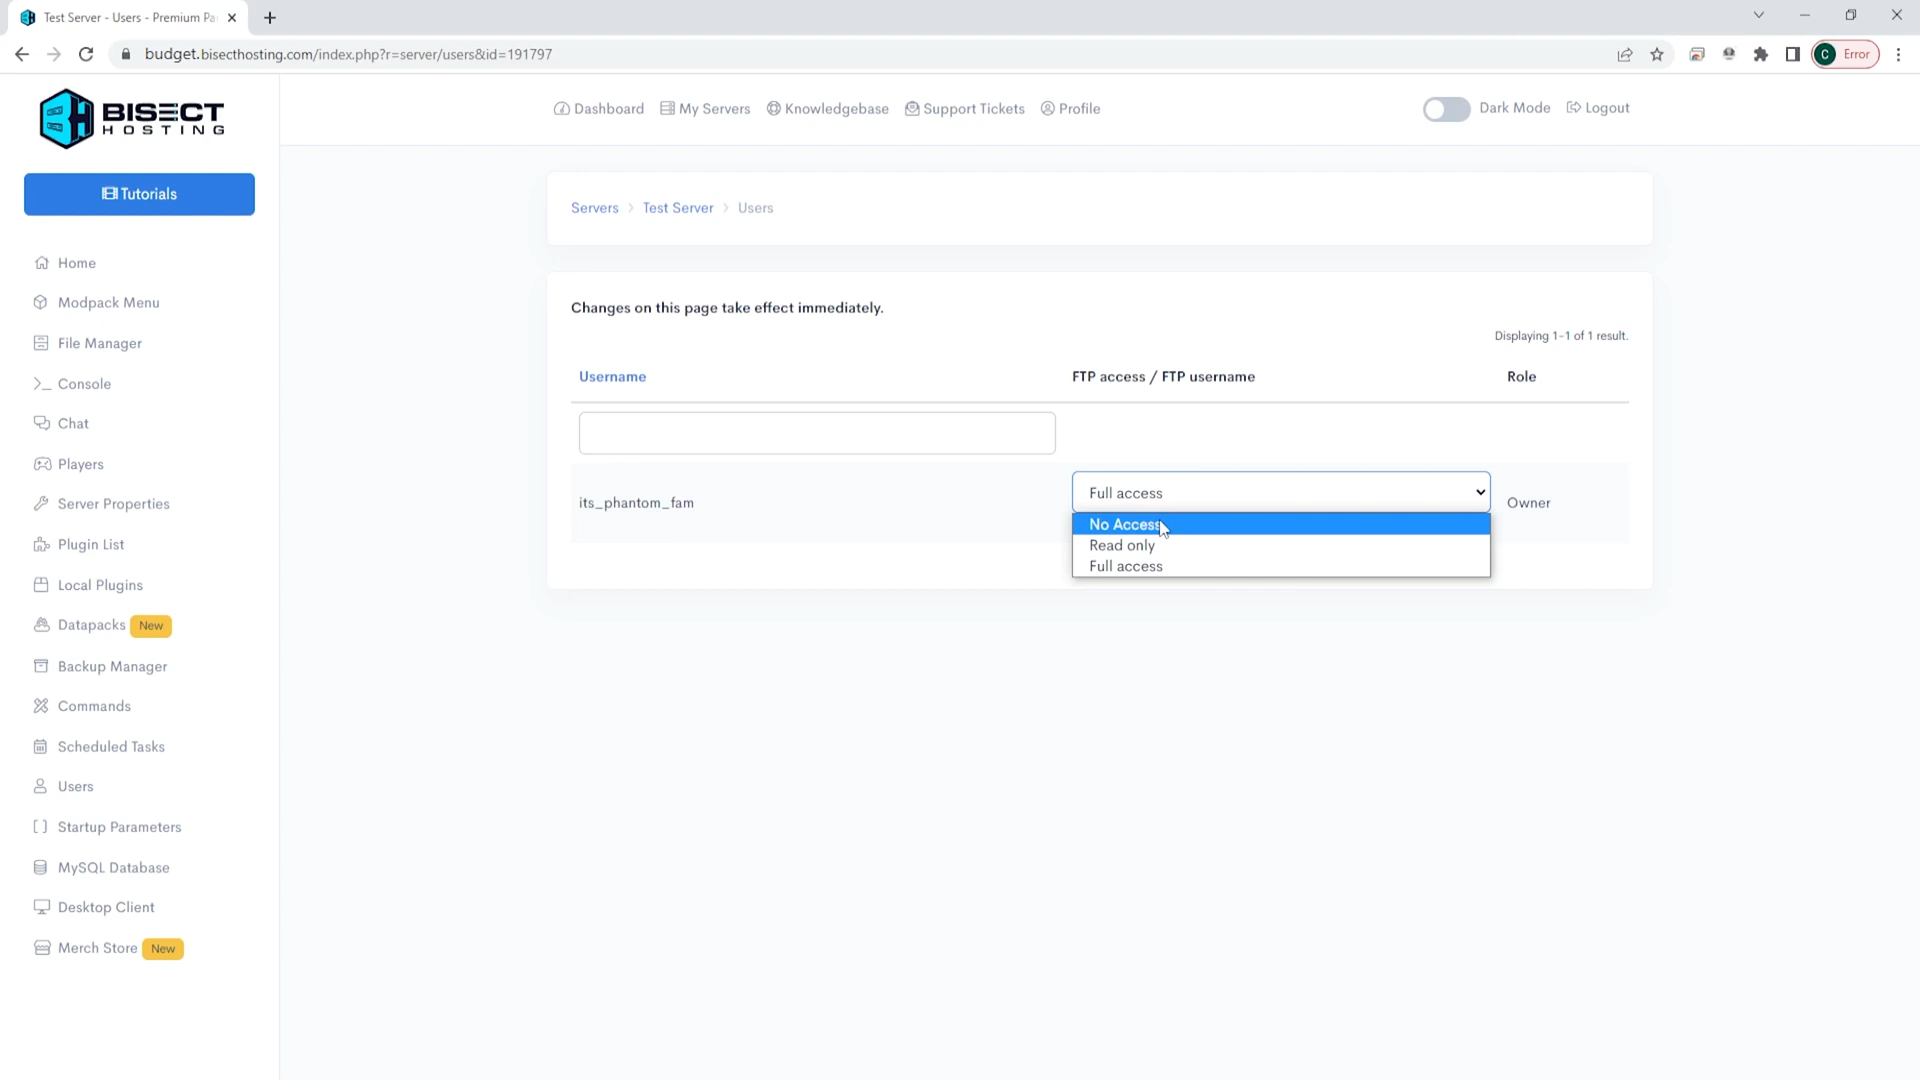 Test Server - Users - Premium Pa
budget.bisecthosting.com/index.php?r=server/users&id=191797
C Error
BISECT
HOSTING
Dashboard My Servers Knowledgebase Support Tickets Profile
Dark Mode Logout
Tutorials
Home
Modpack Menu
File Manager
Console
Chat
Players
Server Properties
Plugin List
Local Plugins
Datapacks New
Backup Manager
Commands
Scheduled Tasks
Users
Startup Parameters
MySQL Database
Desktop Client
Merch Store New
Servers > Test Server > Users
Changes on this page take effect immediately.
Displaying 1-1 of 1 result.
Username FTP access / FTP username Role
its_phantom_fam Full access Owner
No Access
Read only
Full access